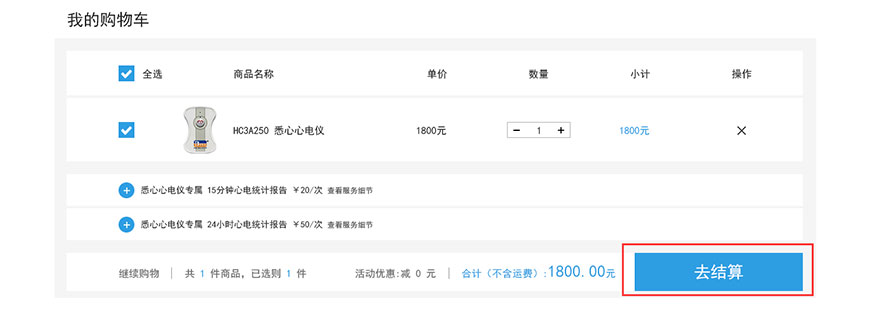 我的购物车
全选 商品名称 单价 数量 小计 操作
HC3A250 悉心心电仪 1800元 − 1 + 1800元 ×
悉心心电仪专属 15分钟心电统计报告 ¥20/次 查看服务细节
悉心心电仪专属 24小时心电统计报告 ¥50/次 查看服务细节
继续购物 | 共 1 件商品，已选则 1 件 活动优惠:减 0 元 | 合计（不含运费）:1800.00元 去结算